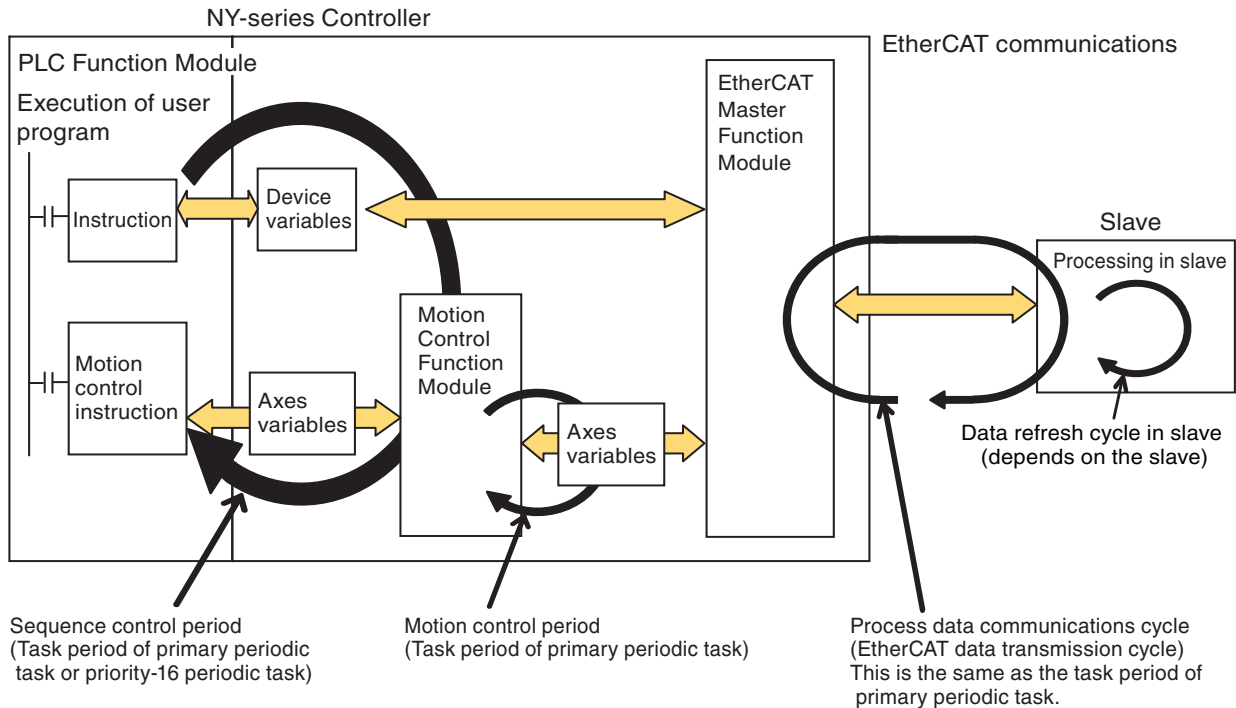 NY-series Controller
PLC Function Module
Execution of user
program
Instruction
Device
variables
EtherCAT
Master
Function
Module
EtherCAT communications
Slave
Processing in slave
Motion
control
instruction
Axes
variables
Motion
Control
Function
Module
Axes
variables
Data refresh cycle in slave
(depends on the slave)
Sequence control period
(Task period of primary periodic
task or priority-16 periodic task)
Motion control period
(Task period of primary periodic task)
Process data communications cycle
(EtherCAT data transmission cycle)
This is the same as the task period of
primary periodic task.